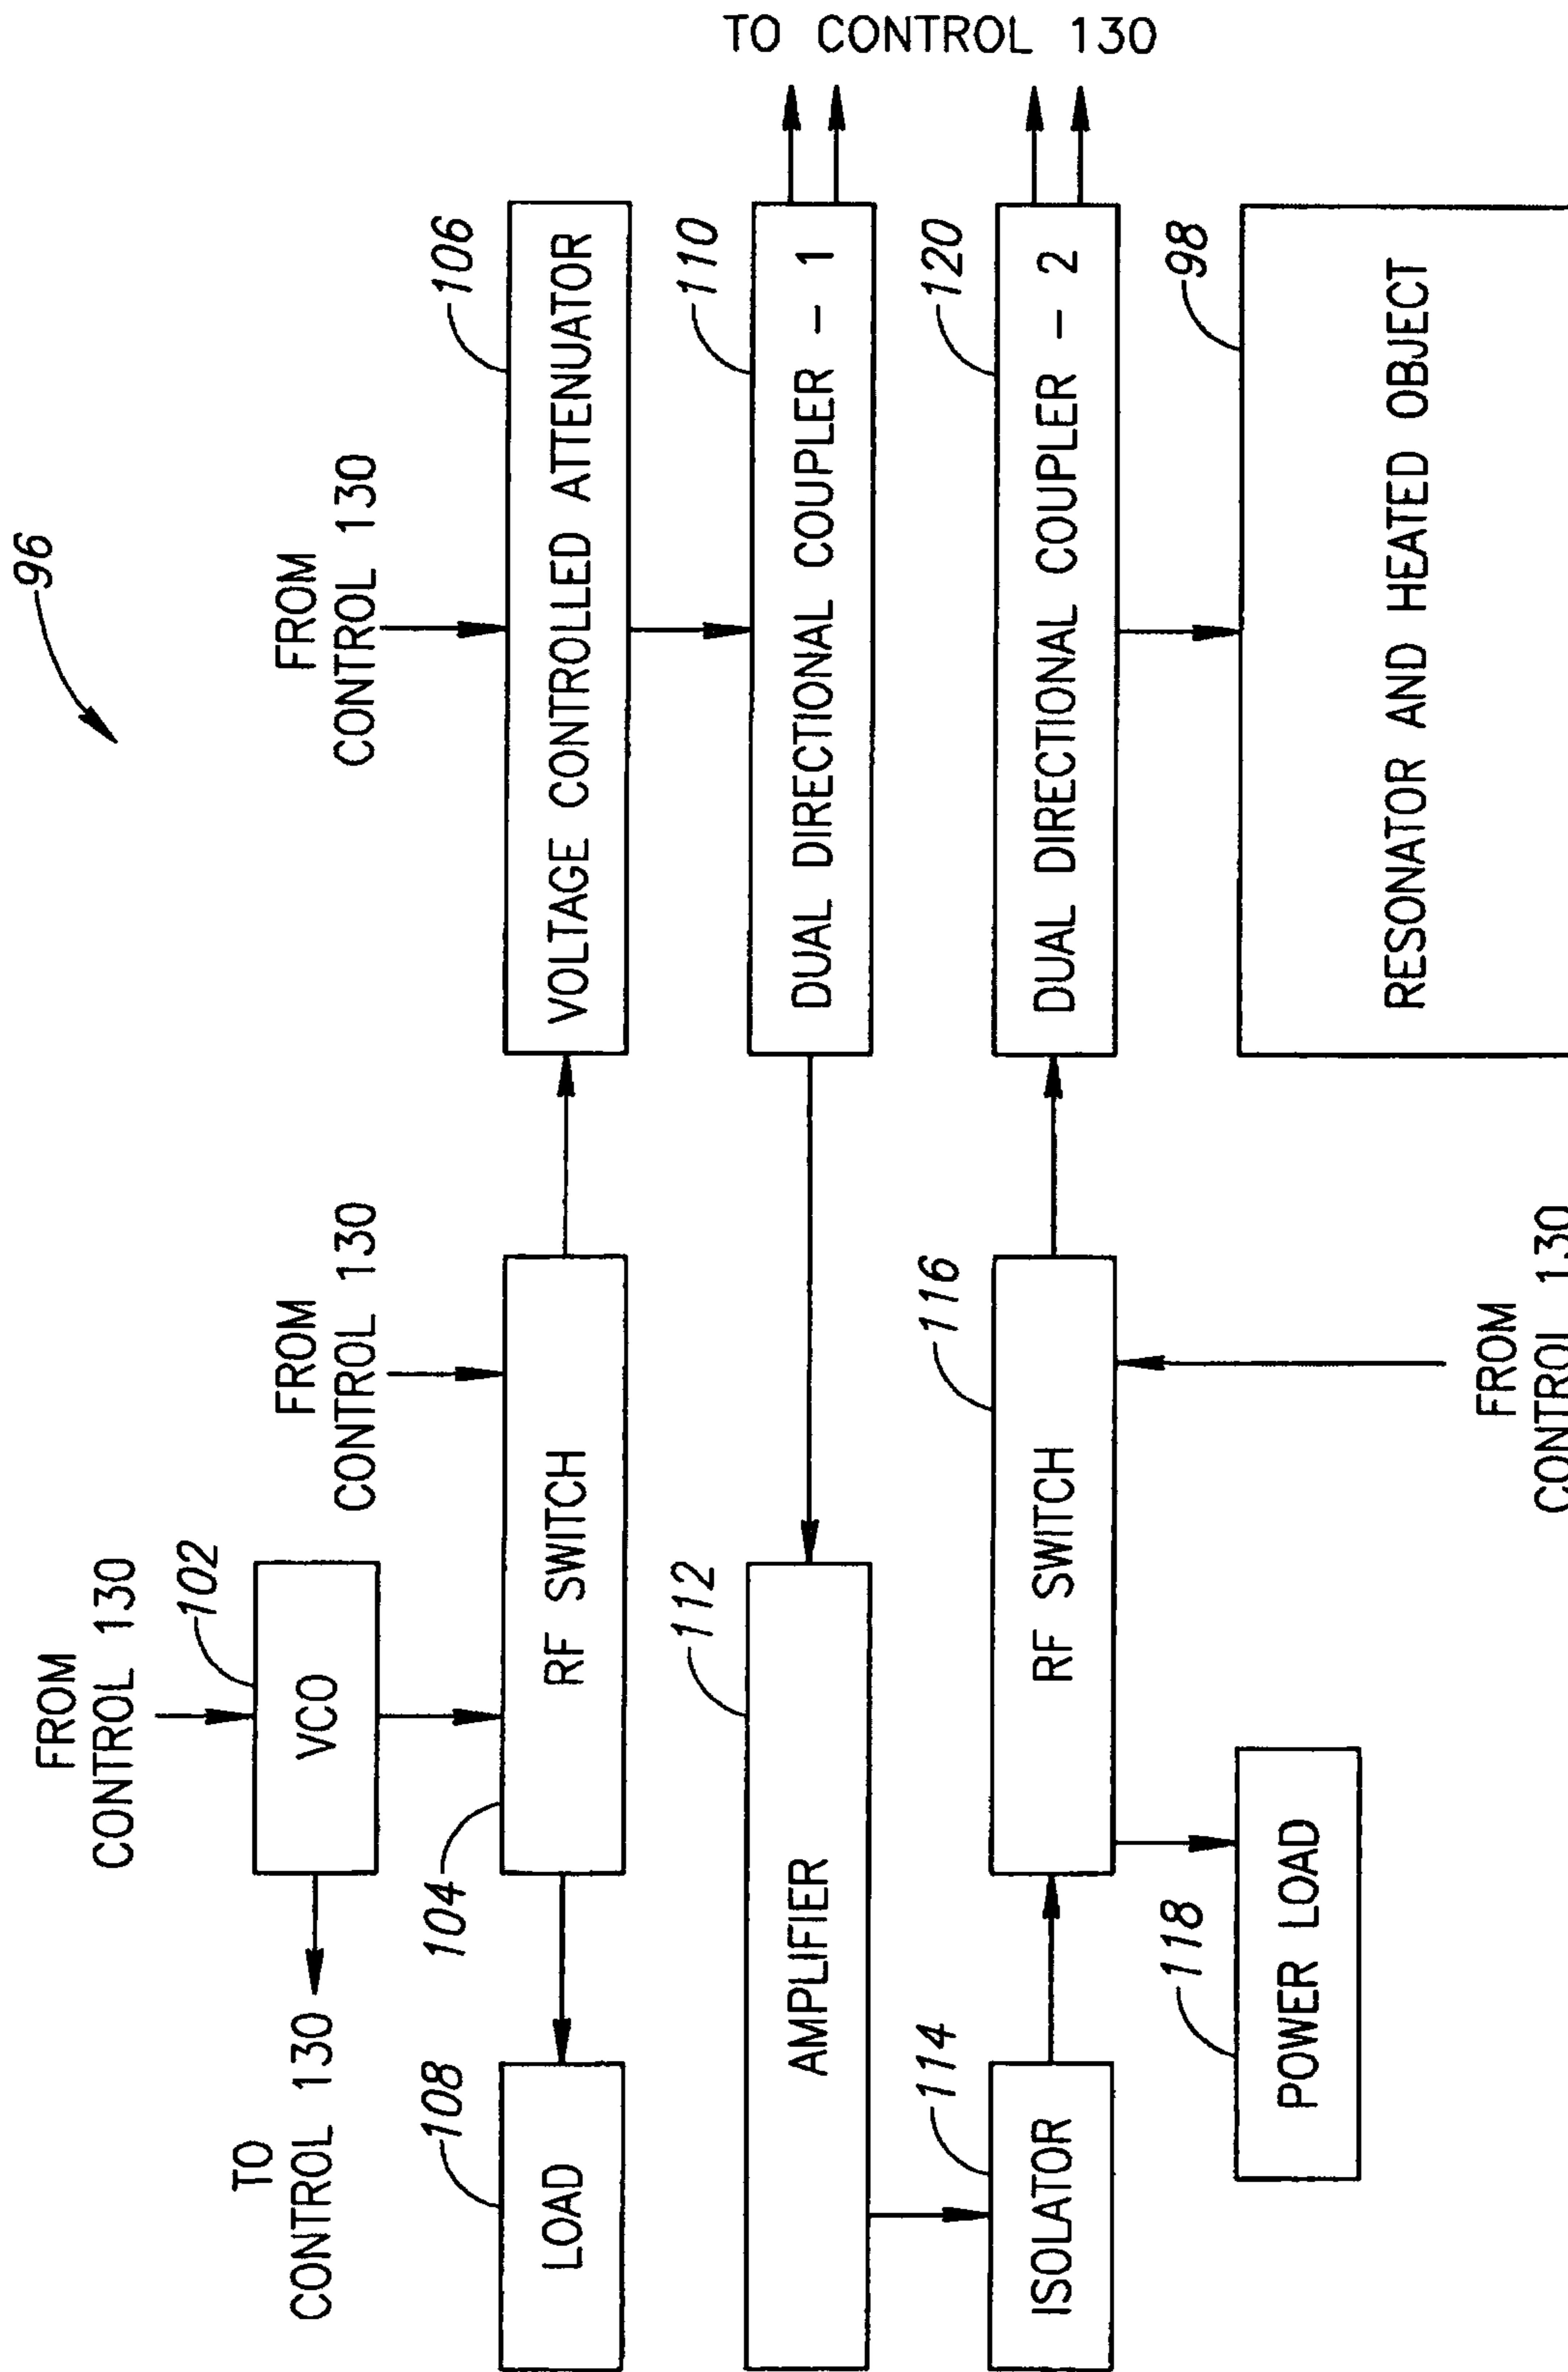 96
FROM
CONTROL 130
102
VCO
TO
CONTROL 130
FROM
CONTROL 130
FROM
CONTROL 130
108
LOAD
104
RF SWITCH
106
VOLTAGE CONTROLLED ATTENUATOR
112
AMPLIFIER
110
DUAL DIRECTIONAL COUPLER - 1
TO CONTROL 130
114
ISOLATOR
116
RF SWITCH
120
DUAL DIRECTIONAL COUPLER - 2
118
POWER LOAD
98
RESONATOR AND HEATED OBJECT
FROM
CONTROL 130